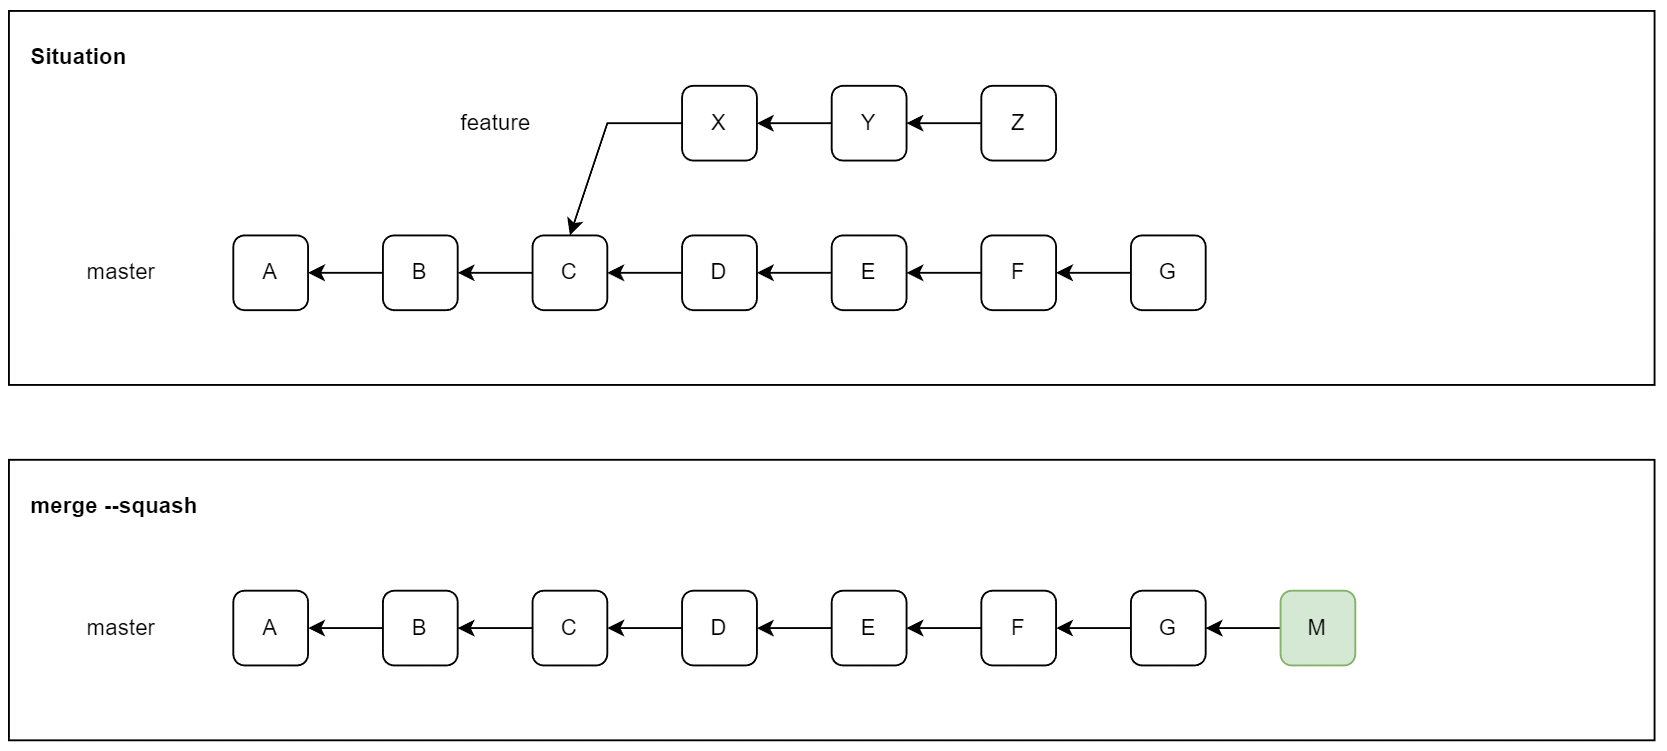 Situation
feature X Y Z
master A B C D E F G
merge --squash
master A B C D E F G M